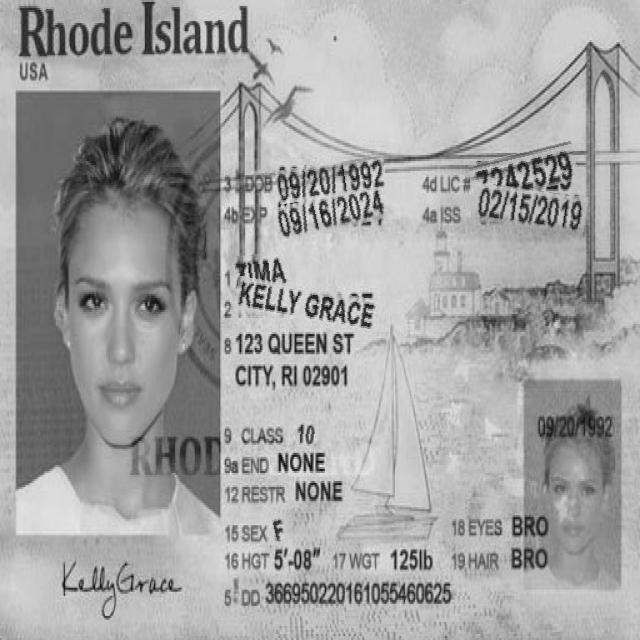 Rhode Island
USA
3 DOB 09/20/1992 4d LIC # 7242529
4b EXP 09/16/2024 4a ISS 02/15/2019
1 ZIMA
2 KELLY GRACE
8 123 QUEEN ST
CITY, RI 02901
09/20/1992
9 CLASS 10
RHOD
9a END NONE
12 RESTR NONE
15 SEX F 18 EYES BRO
16 HGT 5'-08" 17 WGT 125lb 19 HAIR BRO
Kelly Grace
5 DD 366950220161055460625